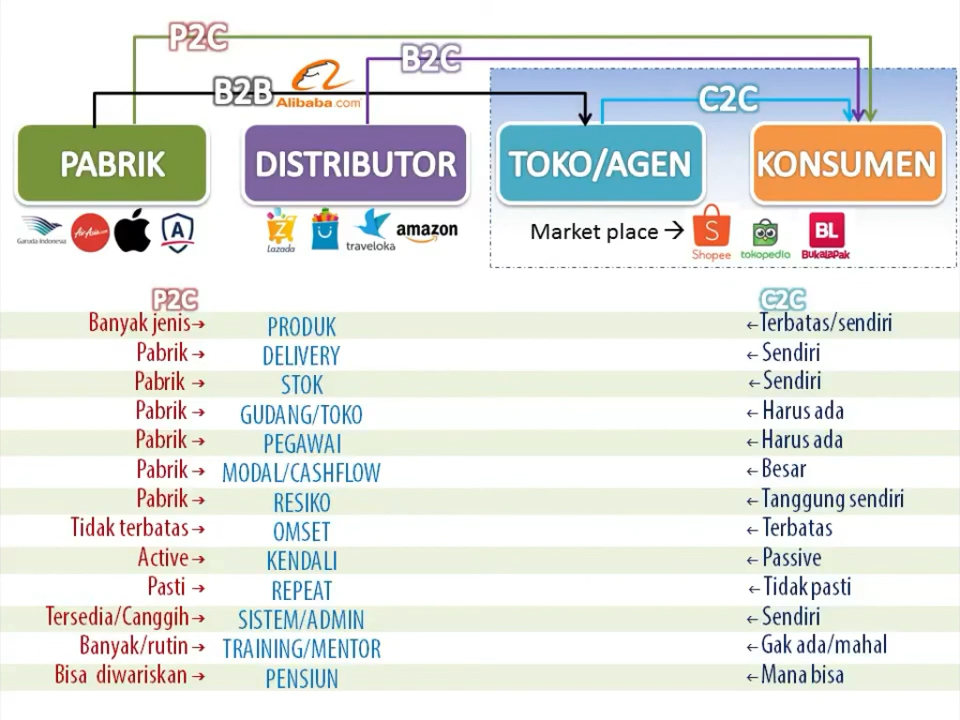 P2C
B2C
B2B
Alibaba.com
C2C
PABRIK
DISTRIBUTOR
TOKO/AGEN
KONSUMEN
Garuda Indonesia
AirAsia.com
A
Lazada
traveloka
amazon
Market place →
S
Shopee
tokopedia
BL
BukalaPak
P2C
C2C
Banyak jenis→ PRODUK ←Terbatas/sendiri
Pabrik → DELIVERY ← Sendiri
Pabrik → STOK ← Sendiri
Pabrik → GUDANG/TOKO ← Harus ada
Pabrik → PEGAWAI ← Harus ada
Pabrik → MODAL/CASHFLOW ← Besar
Pabrik → RESIKO ← Tanggung sendiri
Tidak terbatas→ OMSET ← Terbatas
Active→ KENDALI ← Passive
Pasti → REPEAT ← Tidak pasti
Tersedia/Canggih→ SISTEM/ADMIN ← Sendiri
Banyak/rutin → TRAINING/MENTOR ← Gak ada/mahal
Bisa diwariskan → PENSIUN ← Mana bisa